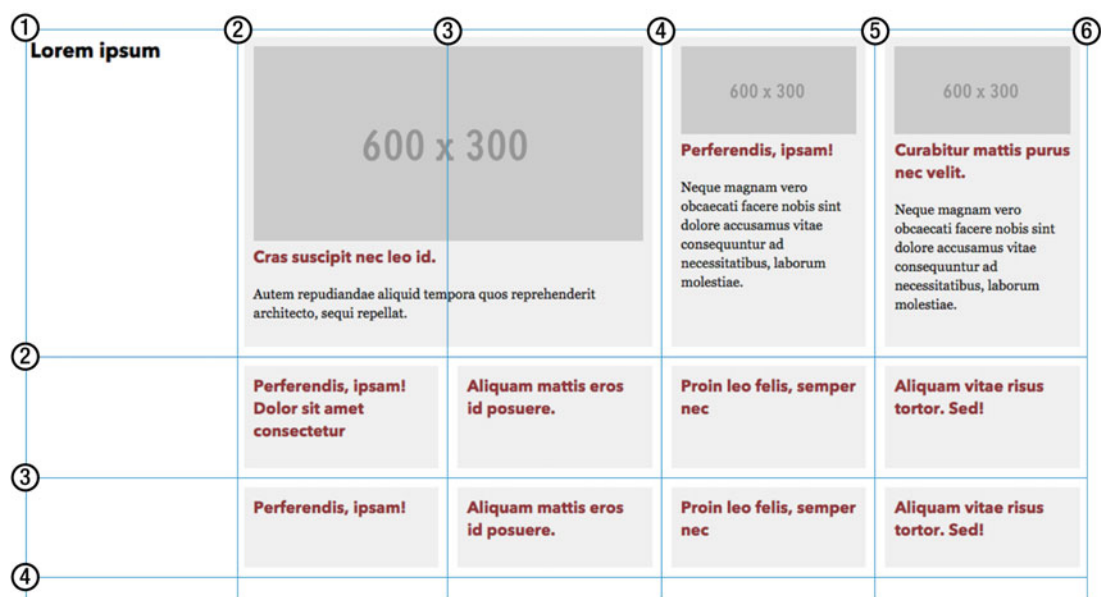 1
2
3
4
5
6
Lorem ipsum
600 x 300
Cras suscipit nec leo id.
Autem repudiandae aliquid tempora quos reprehenderit
architecto, sequi repellat.
600 x 300
Perferendis, ipsam!
Neque magnam vero
obcaecati facere nobis sint
dolore accusamus vitae
consequuntur ad
necessitatibus, laborum
molestiae.
600 x 300
Curabitur mattis purus
nec velit.
Neque magnam vero
obcaecati facere nobis sint
dolore accusamus vitae
consequuntur ad
necessitatibus, laborum
molestiae.
2
Perferendis, ipsam!
Dolor sit amet
consectetur
Aliquam mattis eros
id posuere.
Proin leo felis, semper
nec
Aliquam vitae risus
tortor. Sed!
3
Perferendis, ipsam!
Aliquam mattis eros
id posuere.
Proin leo felis, semper
nec
Aliquam vitae risus
tortor. Sed!
4